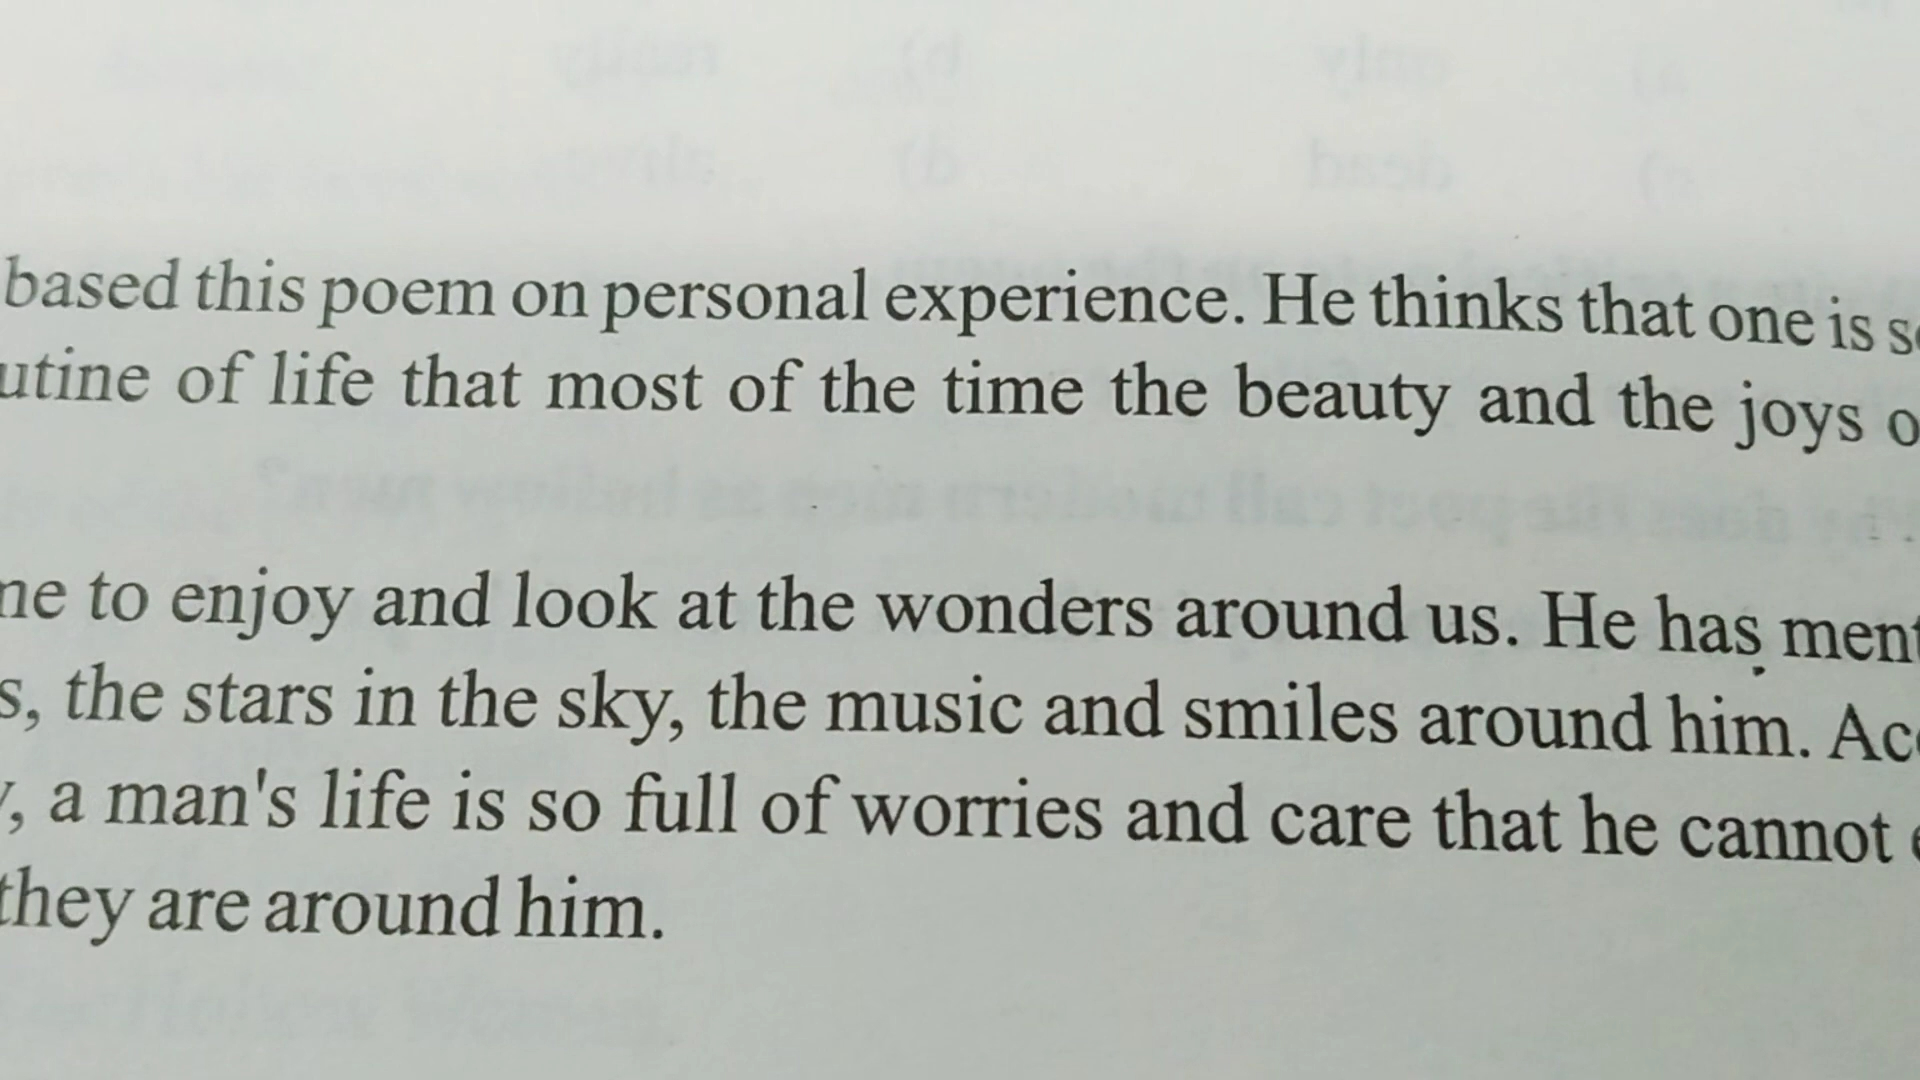 based this poem on personal experience. He thinks that one is
utine of life that most of the time the beauty and the joys
ne to enjoy and look at the wonders around us. He has ment
s, the stars in the sky, the music and smiles around him.
, a man's life is so full of worries and care that he cannot
they are around him.